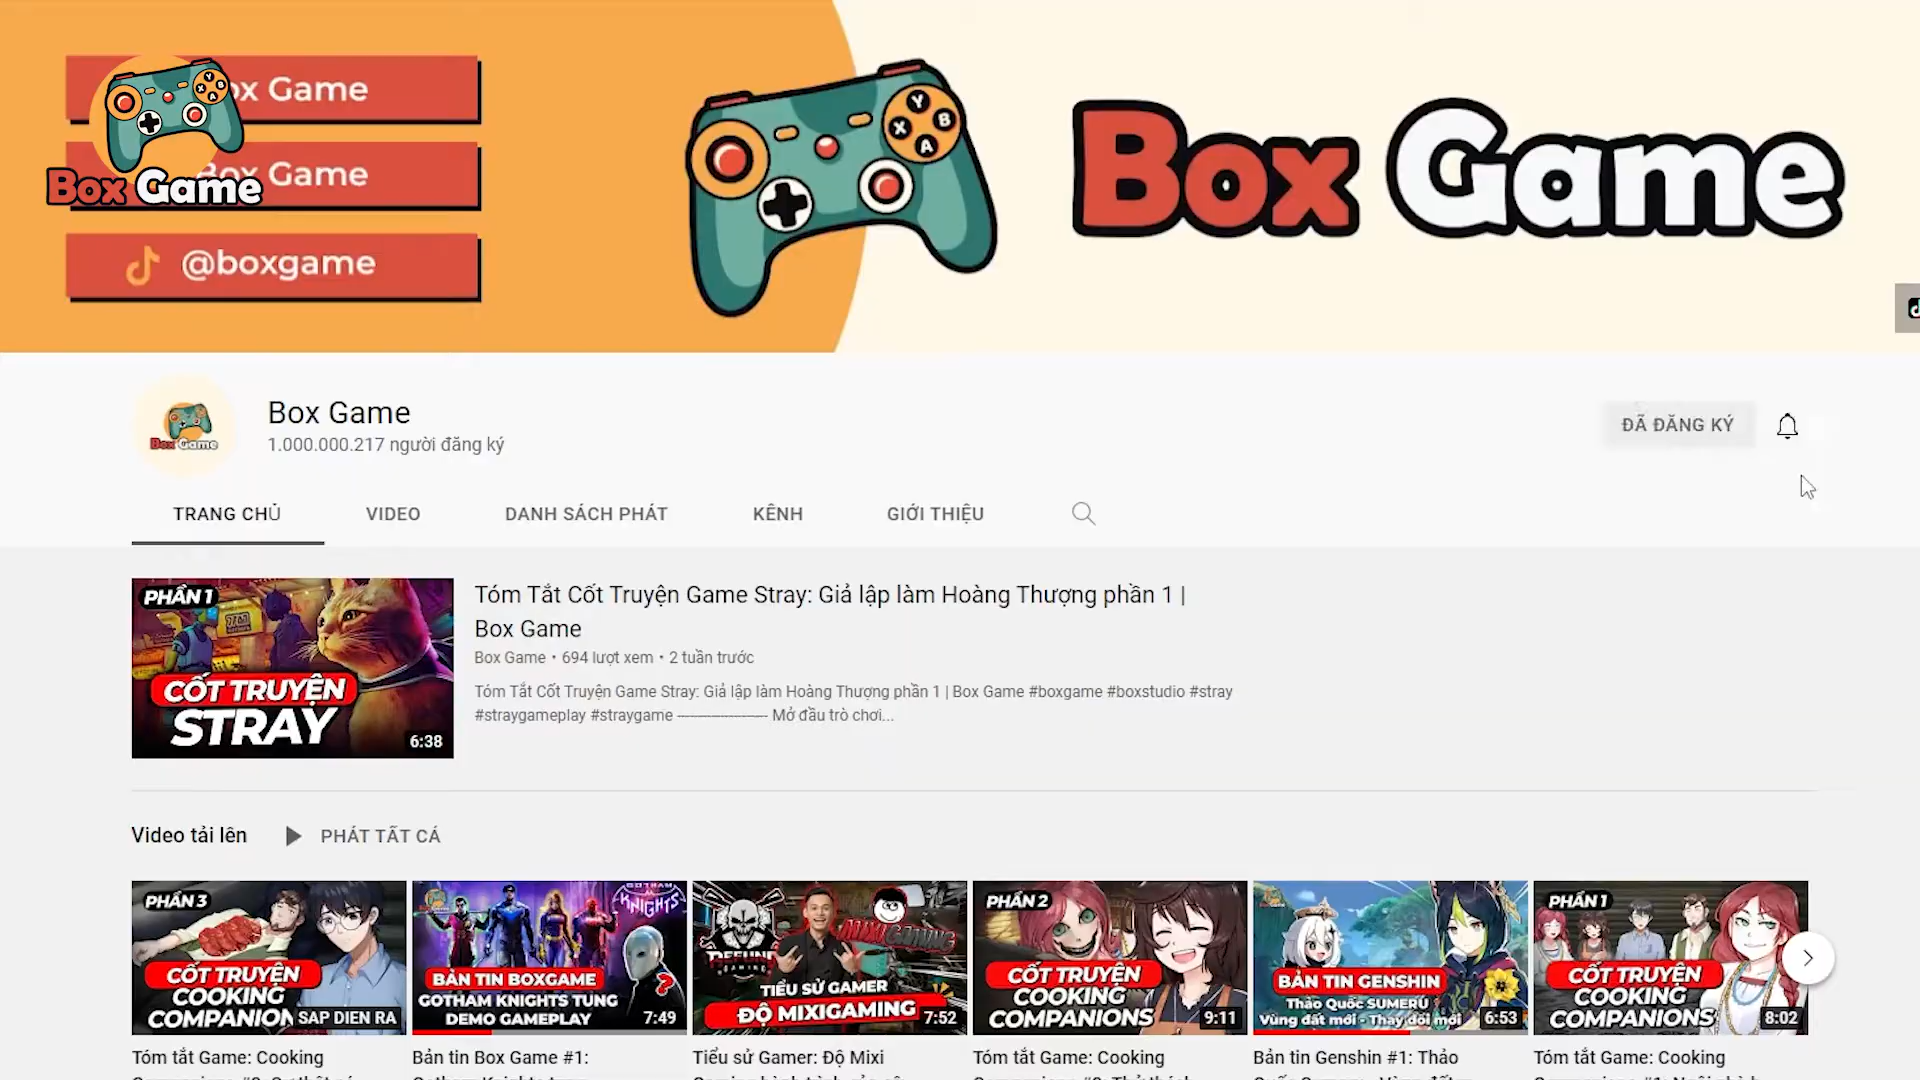 Box Game
ox Game
Box Game
@boxgame
Box Game
Y
X B
A
Box Game
1.000.000.217 người đăng ký
ĐÃ ĐĂNG KÝ
TRANG CHỦ
VIDEO
DANH SÁCH PHÁT
KÊNH
GIỚI THIỆU
PHẦN 1
CỐT TRUYỆN
STRAY
6:38
Tóm Tắt Cốt Truyện Game Stray: Giả lập làm Hoàng Thượng phần 1 |
Box Game
Box Game • 694 lượt xem • 2 tuần trước
Tóm Tắt Cốt Truyện Game Stray: Giả lập làm Hoàng Thượng phần 1 | Box Game #boxgame #boxstudio #stray
#straygameplay #straygame -------------------- Mở đầu trò chơi...
Video tải lên
PHÁT TẤT CẢ
PHẦN 3
CỐT TRUYỆN
COOKING
COMPANION
SAP DIEN RA
GOTHAM
KNIGHTS
BẢN TIN BOXGAME
GOTHAM KNIGHTS TUNG
DEMO GAMEPLAY
7:49
REFUND
GAMING
MIXIGAMING
TIỂU SỬ GAMER
ĐỘ MIXIGAMING
7:52
PHẦN 2
CỐT TRUYỆN
COOKING
COMPANIONS
9:11
BẢN TIN GENSHIN
Thảo Quốc SUMERU
Vùng đất mới - Thay đổi mới
6:53
PHẦN 1
CỐT TRUYỆN
COOKING
COMPANIONS
8:02
Tóm tắt Game: Cooking
Bản tin Box Game #1:
Tiểu sử Gamer: Độ Mixi
Tóm tắt Game: Cooking
Bản tin Genshin #1: Thảo
Tóm tắt Game: Cooking